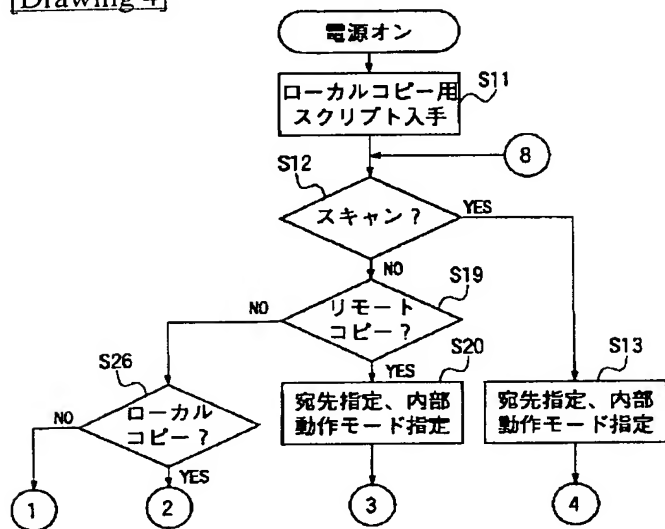 [Drawing 4]
電源オン
ローカルコピー用
スクリプト入手
S11
8
S12
スキャン?
YES
NO
S19
リモート
コピー?
NO
YES
S20
宛先指定、内部
動作モード指定
S13
宛先指定、内部
動作モード指定
S26
ローカル
コピー?
NO
YES
1
2
3
4